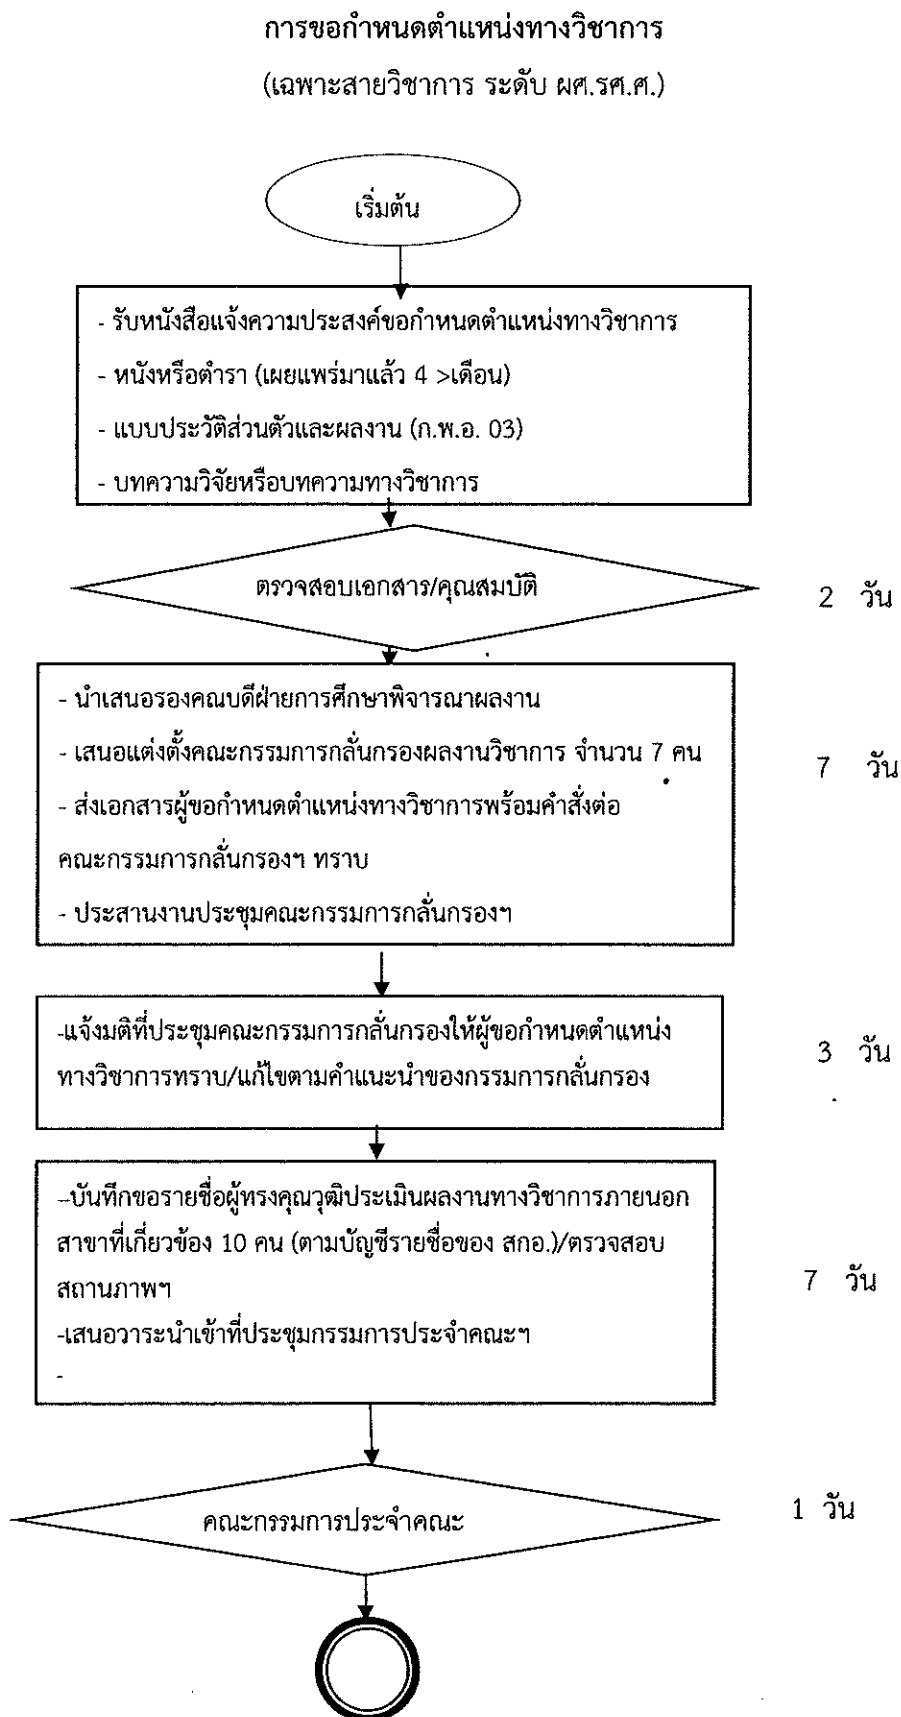 การขอกำหนดตำแหน่งทางวิชาการ
(เฉพาะสายวิชาการ ระดับ ผศ.รศ.ศ.)
เริ่มต้น
- รับหนังสือแจ้งความประสงค์ขอกำหนดตำแหน่งทางวิชาการ
- หนังหรือตำรา (เผยแพร่มาแล้ว 4 >เดือน)
- แบบประวัติส่วนตัวและผลงาน (ก.พ.อ. 03)
- บทความวิจัยหรือบทความทางวิชาการ
ตรวจสอบเอกสาร/คุณสมบัติ
2 วัน
- นำเสนอรองคณบดีฝ่ายการศึกษาพิจารณาผลงาน
- เสนอแต่งตั้งคณะกรรมการกลั่นกรองผลงานวิชาการ จำนวน 7 คน
- ส่งเอกสารผู้ขอกำหนดตำแหน่งทางวิชาการพร้อมคำสั่งต่อ
คณะกรรมการกลั่นกรองฯ ทราบ
- ประสานงานประชุมคณะกรรมการกลั่นกรองฯ
7 วัน
-แจ้งมติที่ประชุมคณะกรรมการกลั่นกรองให้ผู้ขอกำหนดตำแหน่ง
ทางวิชาการทราบ/แก้ไขตามคำแนะนำของกรรมการกลั่นกรอง
3 วัน
--บันทึกขอรายชื่อผู้ทรงคุณวุฒิประเมินผลงานทางวิชาการภายนอก
สาขาที่เกี่ยวข้อง 10 คน (ตามบัญชีรายชื่อของ สกอ.)/ตรวจสอบ
สถานภาพฯ
-เสนอวาระนำเข้าที่ประชุมกรรมการประจำคณะฯ
-
7 วัน
คณะกรรมการประจำคณะ
1 วัน